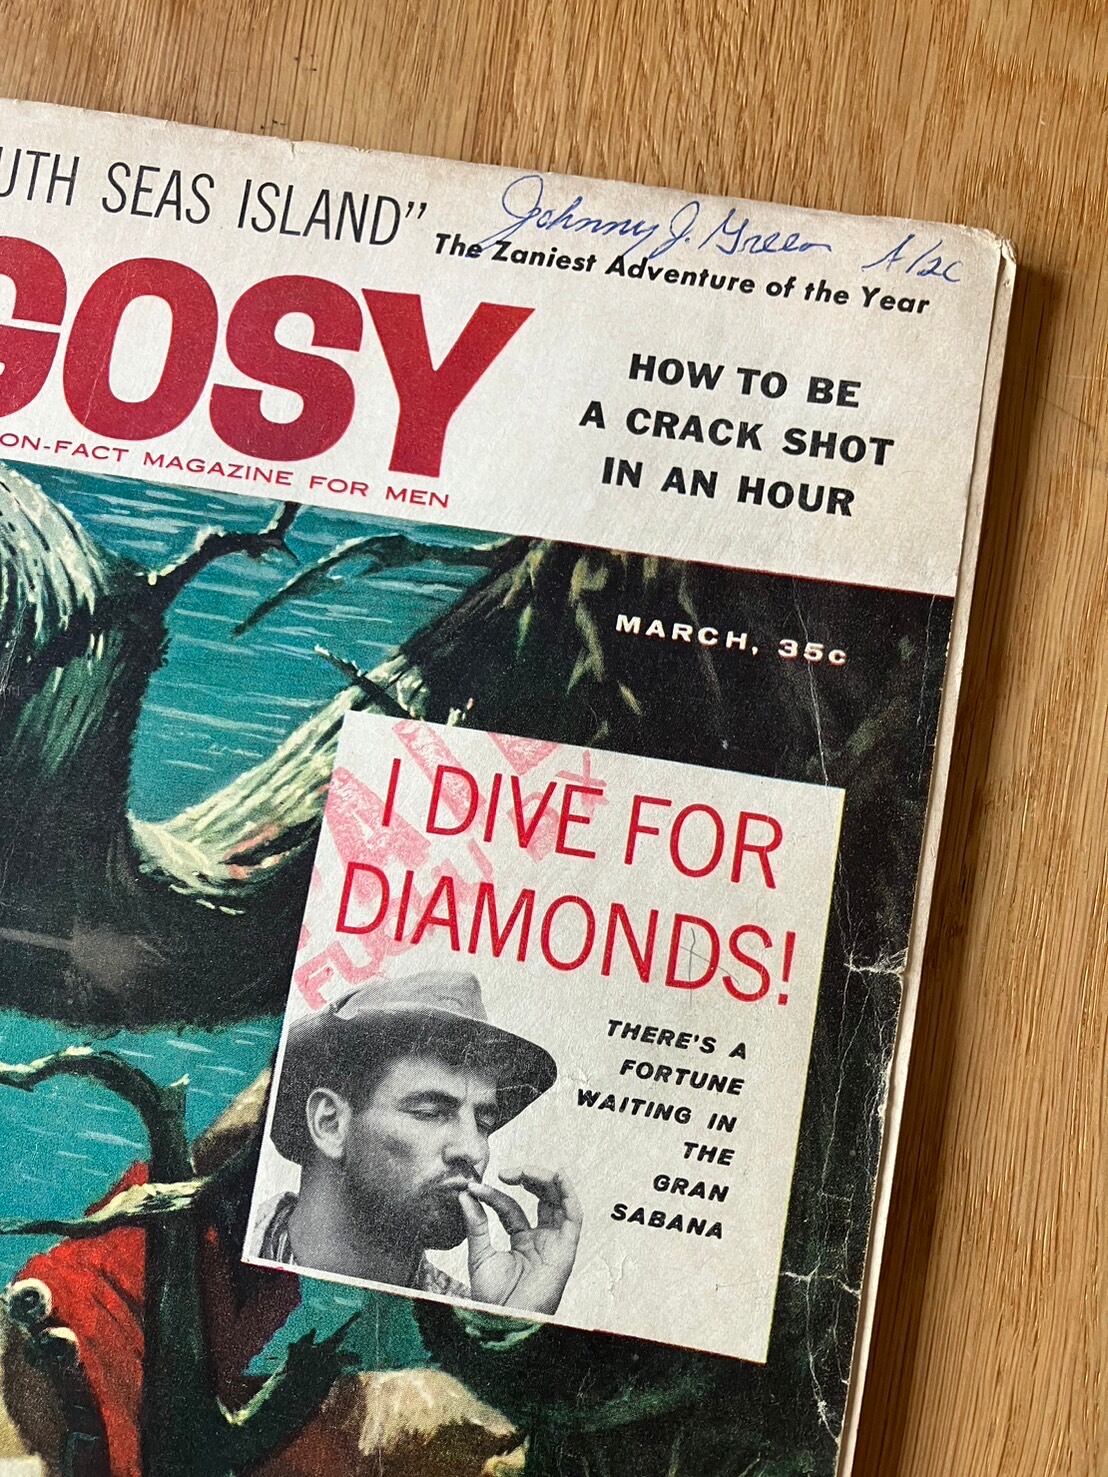 UTH SEAS ISLAND”
Johnny J. Green A/2C
The Zaniest Adventure of the Year
GOSY
ON-FACT MAGAZINE FOR MEN
HOW TO BE
A CRACK SHOT
IN AN HOUR
MARCH, 35c
I DIVE FOR
DIAMONDS!
THERE'S A
FORTUNE
WAITING IN
THE
GRAN
SABANA